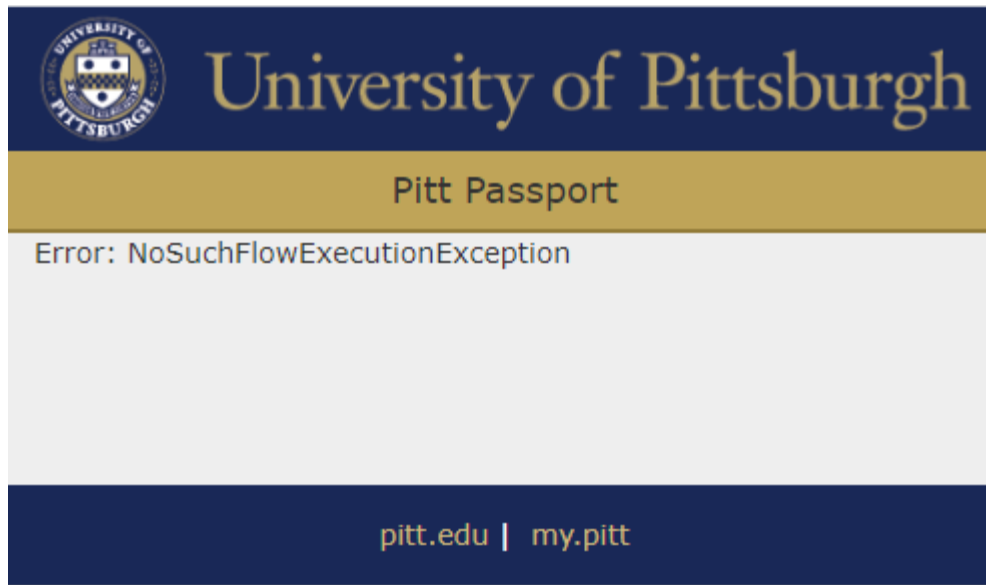 UNIVERSITY OF PITTSBURGH
University of Pittsburgh
Pitt Passport
Error: NoSuchFlowExecutionException
pitt.edu | my.pitt